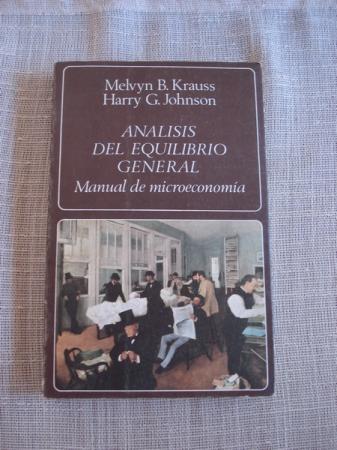 Melvyn B. Krauss
Harry G. Johnson
ANALISIS
DEL EQUILIBRIO
GENERAL
Manual de microeconomía